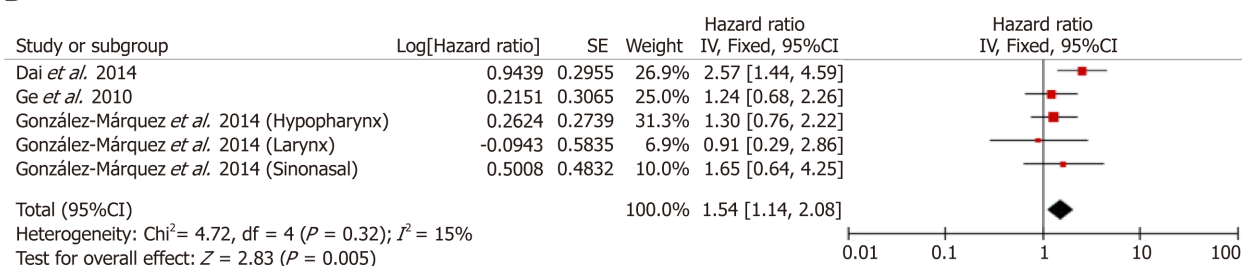 Hazard ratio Hazard ratio
Study or subgroup Log[Hazard ratio] SE Weight IV, Fixed, 95%CI IV, Fixed, 95%CI
Dai et al. 2014 0.9439 0.2955 26.9% 2.57 [1.44, 4.59]
Ge et al. 2010 0.2151 0.3065 25.0% 1.24 [0.68, 2.26]
González-Márquez et al. 2014 (Hypopharynx) 0.2624 0.2739 31.3% 1.30 [0.76, 2.22]
González-Márquez et al. 2014 (Larynx) -0.0943 0.5835 6.9% 0.91 [0.29, 2.86]
González-Márquez et al. 2014 (Sinonasal) 0.5008 0.4832 10.0% 1.65 [0.64, 4.25]
Total (95%CI) 100.0% 1.54 [1.14, 2.08]
Heterogeneity: Chi²= 4.72, df = 4 (P = 0.32); I² = 15%
Test for overall effect: Z = 2.83 (P = 0.005)
0.01 0.1 1 10 100